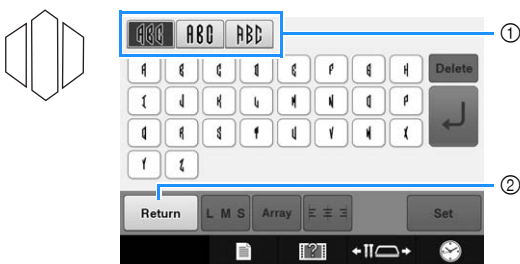 ABC ABC ABC ①
A B C D E F G H Delete
I J K L M N O P
Q R S T U V W X
Y Z
②
Return L M S Array Set